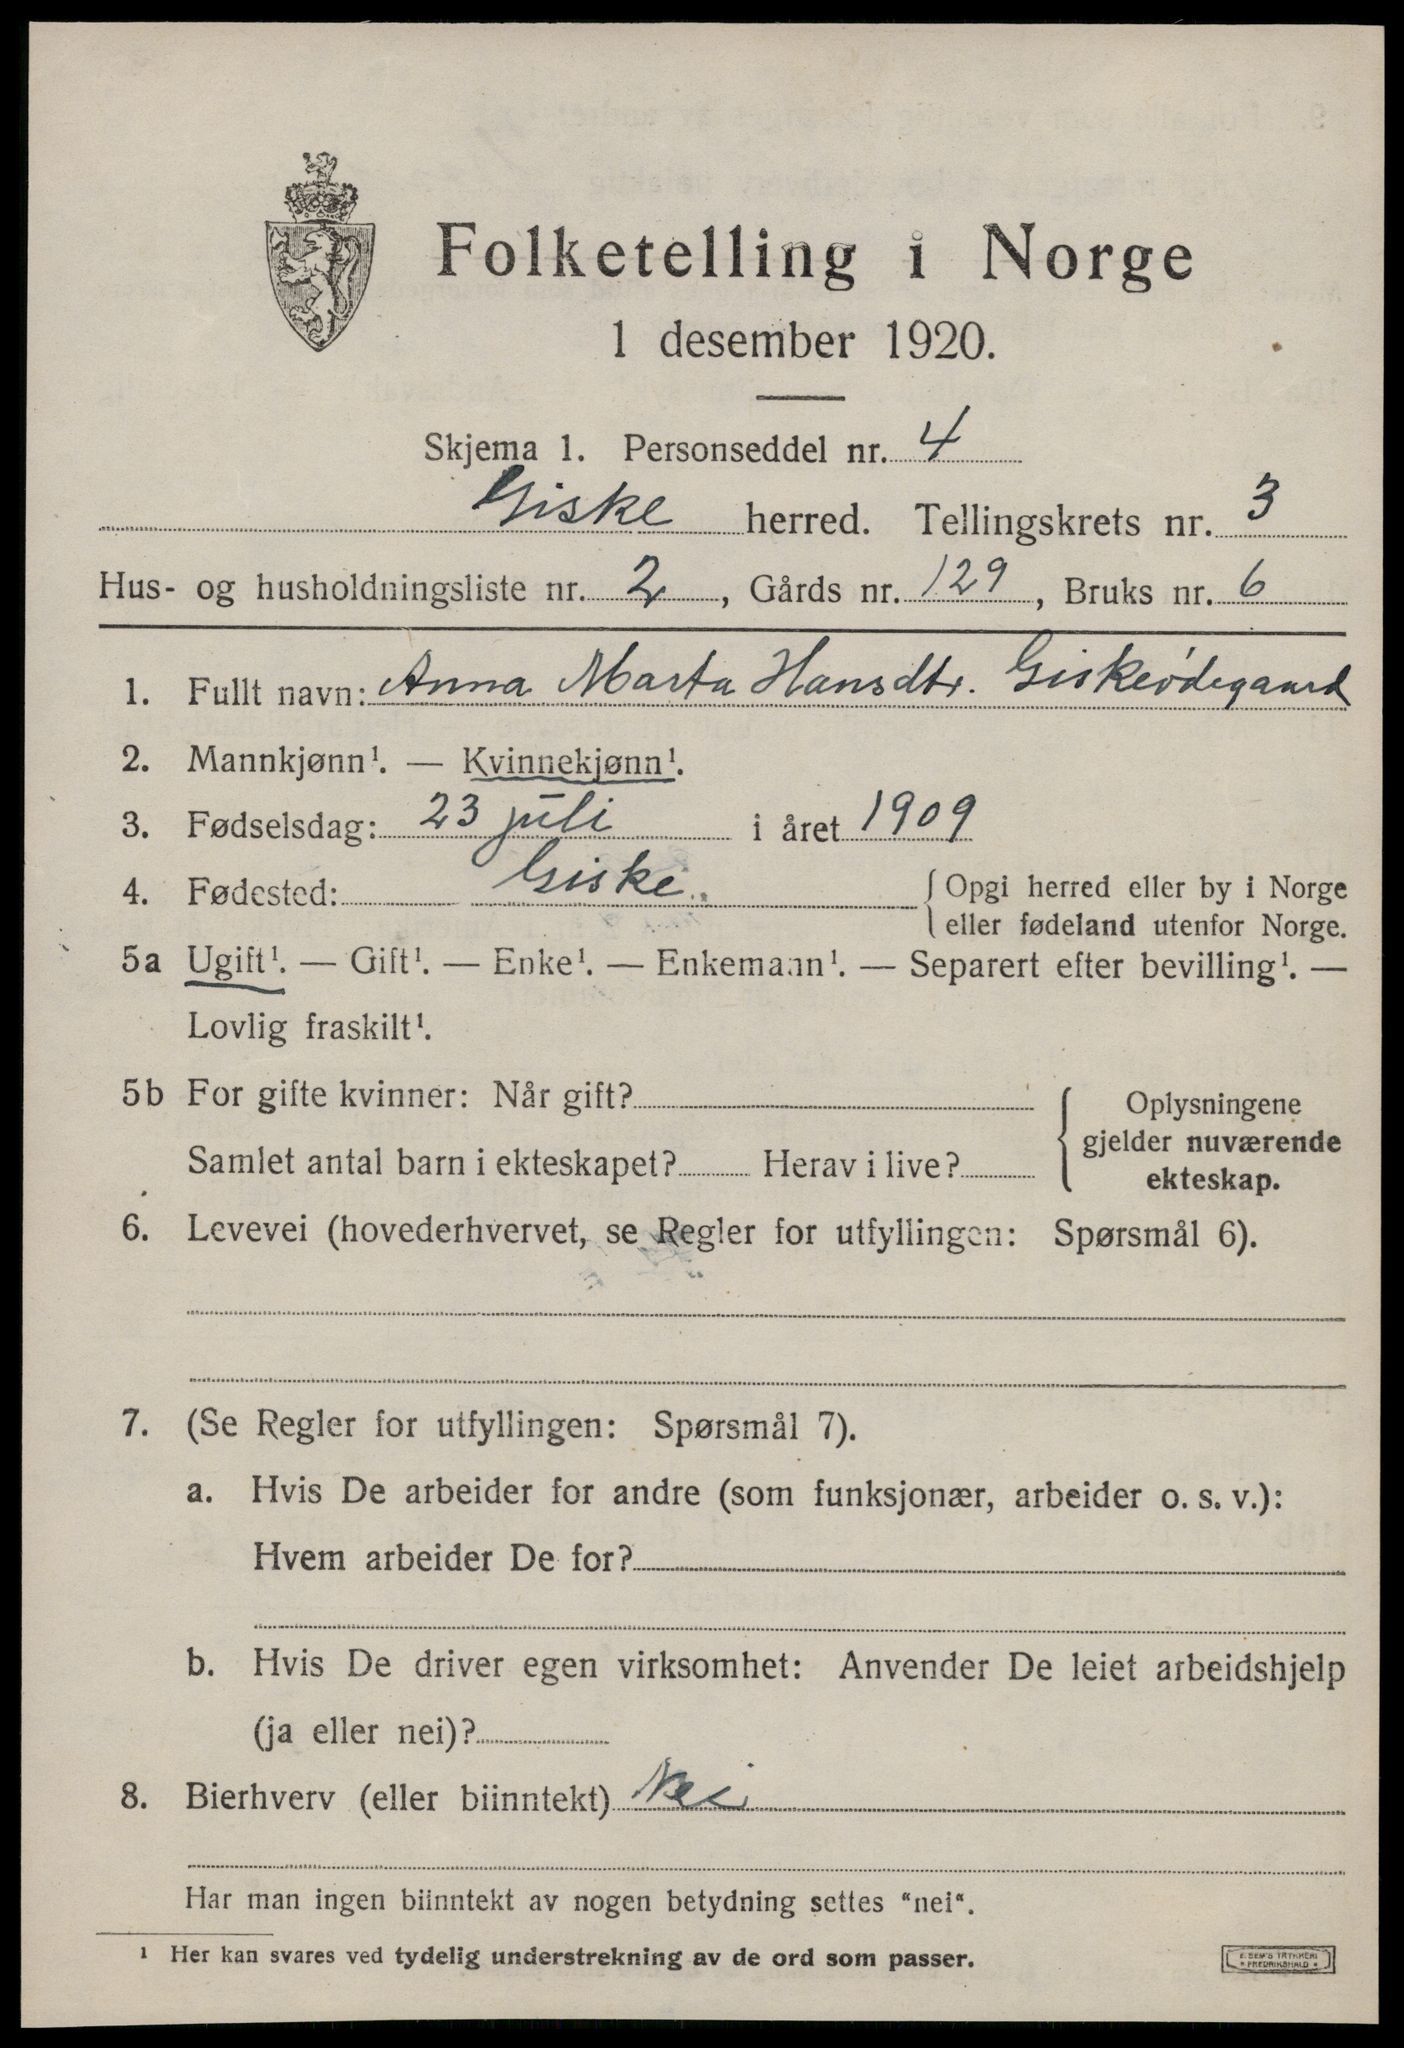 Folketelling i Norge
1 desember 1920.
Skjema 1. Personseddel nr. 4
Giske herred. Tellingskrets nr. 3
Hus- og husholdningsliste nr. 2, Gårds nr. 129, Bruks nr. 6
1. Fullt navn: Anna Marta Hansdtr. Giskeødegaard
2. Mannkjønn¹. — Kvinnekjønn¹.
3. Fødselsdag: 23 juli i året 1909
4. Fødested: Giske. { Opgi herred eller by i Norge
eller fødeland utenfor Norge.
5a Ugift¹. — Gift¹. — Enke¹. — Enkemann¹. — Separert efter bevilling¹. —
Lovlig fraskilt¹.
5b For gifte kvinner: Når gift? { Oplysningene
gjelder nuværende
Samlet antal barn i ekteskapet? Herav i live?
ekteskap.
6. Levevei (hovederhvervet, se Regler for utfyllingen: Spørsmål 6).
7. (Se Regler for utfyllingen: Spørsmål 7).
a. Hvis De arbeider for andre (som funksjonær, arbeider o. s. v.):
Hvem arbeider De for?
b. Hvis De driver egen virksomhet: Anvender De leiet arbeidshjelp
(ja eller nei)?
8. Bierhverv (eller biinntekt) Nei
Har man ingen biinntekt av nogen betydning settes "nei“.
¹ Her kan svares ved tydelig understrekning av de ord som passer.
E. SEM'S TRYKKERI
* FREDRIKSHALD *